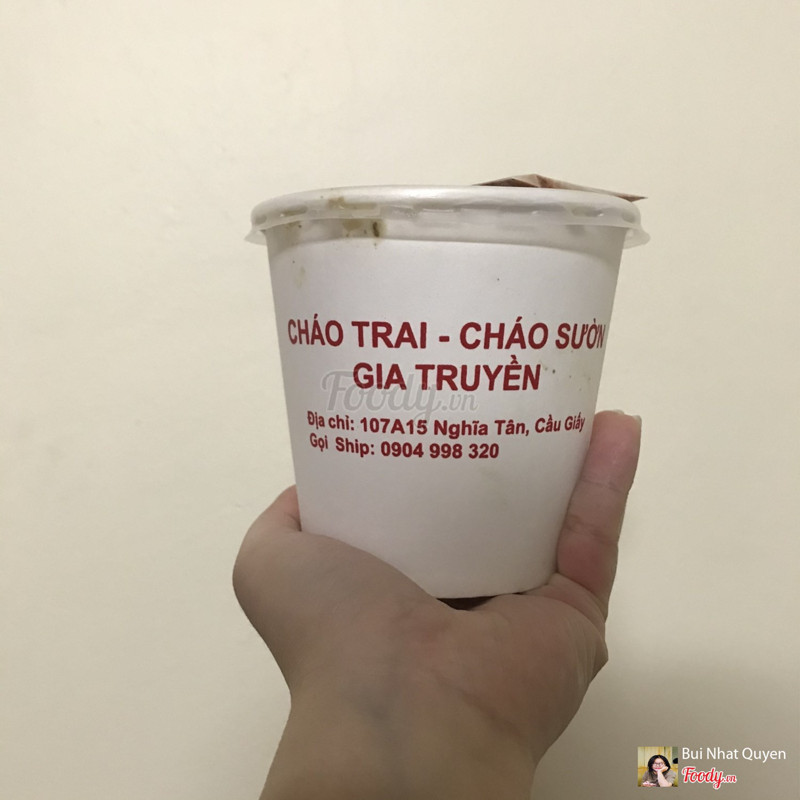 CHÁO TRAI - CHÁO SƯỜN
GIA TRUYỀN
Foody.vn
Địa chỉ: 107A15 Nghĩa Tân, Cầu Giấy
Gọi Ship: 0904 998 320
Bui Nhat Quyen
Foody.vn